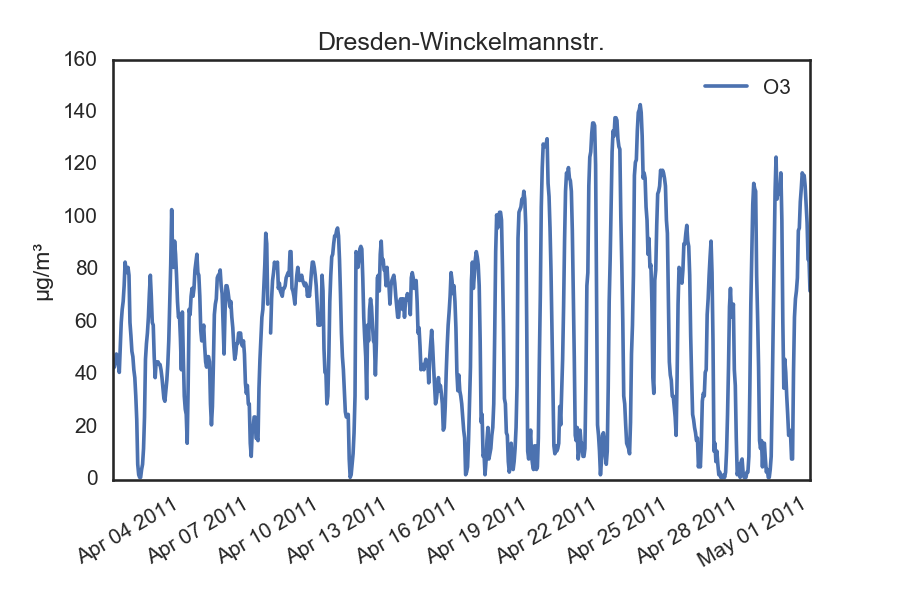 Dresden-Winckelmannstr.
O3
µg/m³
160
140
120
100
80
60
40
20
0
Apr 04 2011
Apr 07 2011
Apr 10 2011
Apr 13 2011
Apr 16 2011
Apr 19 2011
Apr 22 2011
Apr 25 2011
Apr 28 2011
May 01 2011